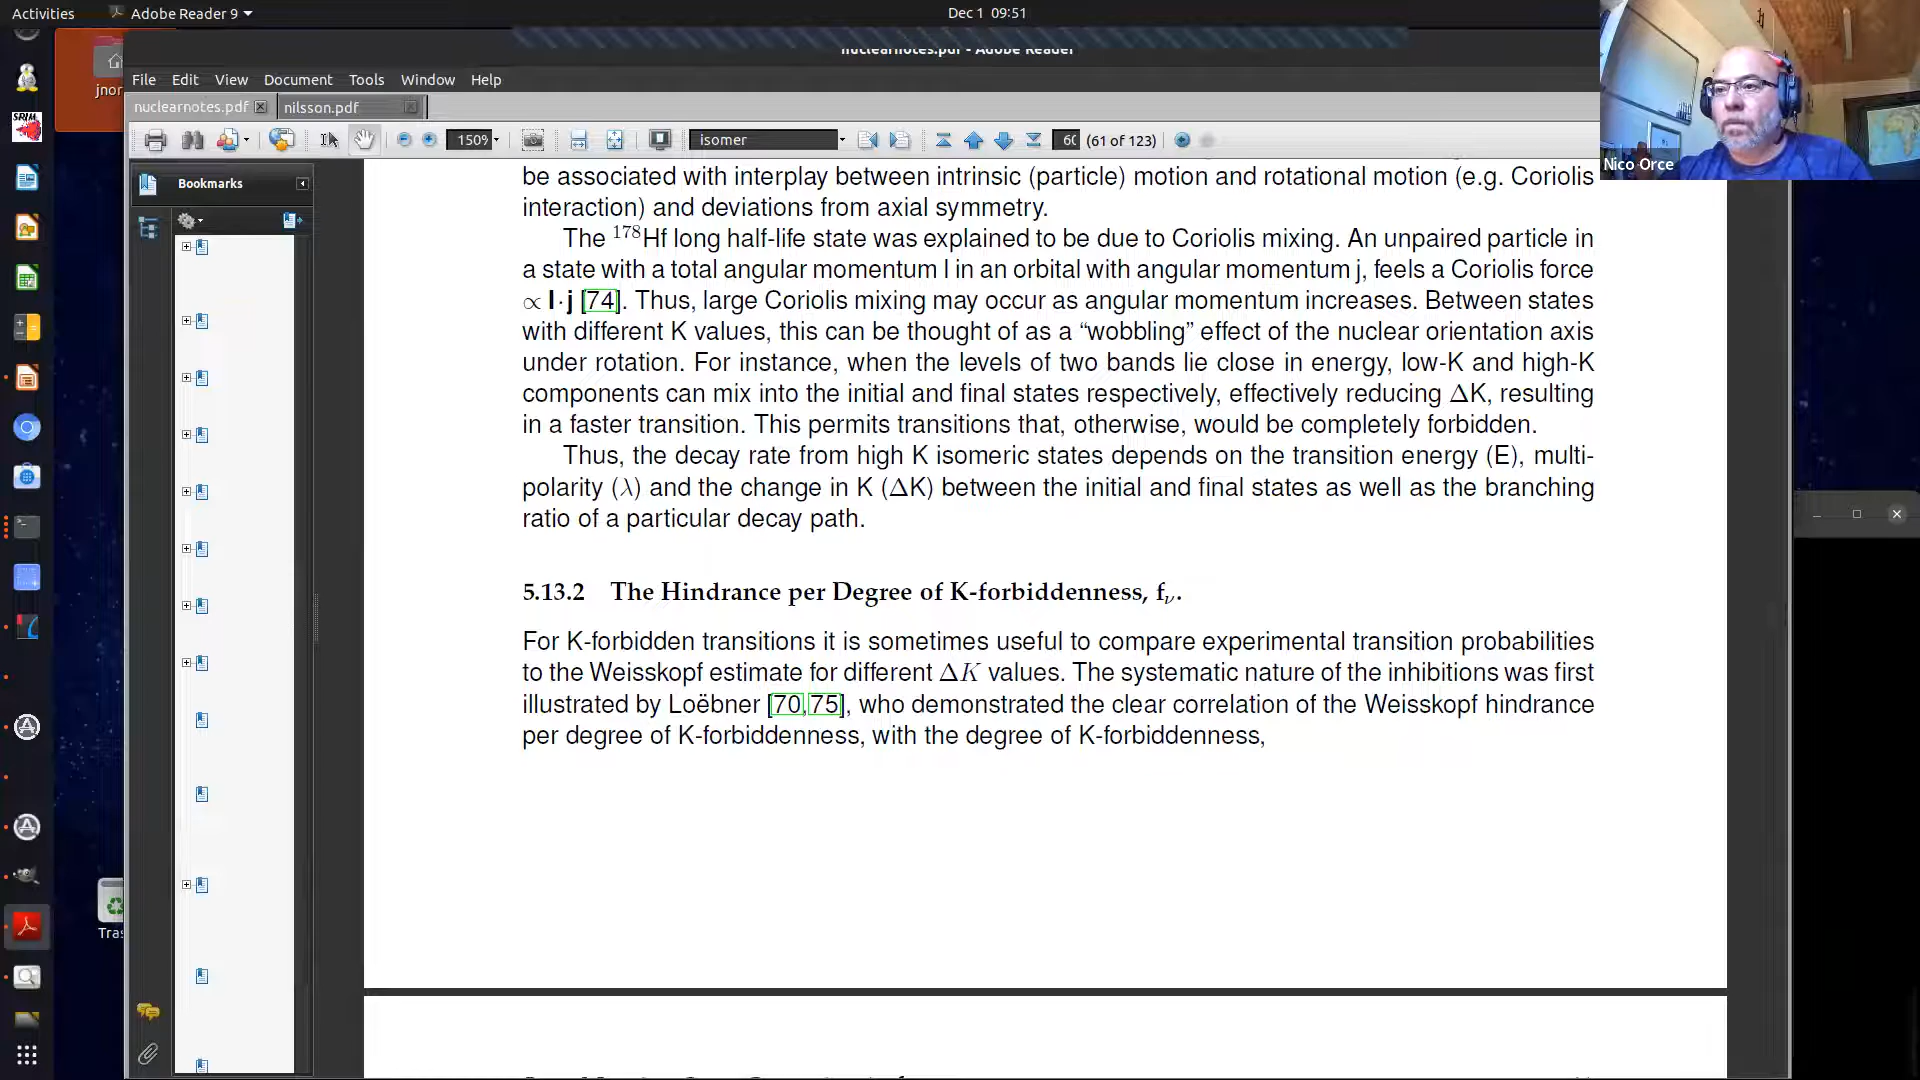 Activities
Adobe Reader 9
Dec 1 09:51
nuclearnotes.pdf - Adobe Reader
File Edit View Document Tools Window Help
nuclearnotes.pdf
nilsson.pdf
150%
isomer
60 (61 of 123)
Bookmarks
SRIM
jnor
Tras
Nico Orce
be associated with interplay between intrinsic (particle) motion and rotational motion (e.g. Coriolis
interaction) and deviations from axial symmetry.
The ¹⁷⁸Hf long half-life state was explained to be due to Coriolis mixing. An unpaired particle in
a state with a total angular momentum I in an orbital with angular momentum j, feels a Coriolis force
∝ I·j [74]. Thus, large Coriolis mixing may occur as angular momentum increases. Between states
with different K values, this can be thought of as a “wobbling” effect of the nuclear orientation axis
under rotation. For instance, when the levels of two bands lie close in energy, low-K and high-K
components can mix into the initial and final states respectively, effectively reducing ΔK, resulting
in a faster transition. This permits transitions that, otherwise, would be completely forbidden.
Thus, the decay rate from high K isomeric states depends on the transition energy (E), multi-
polarity (λ) and the change in K (ΔK) between the initial and final states as well as the branching
ratio of a particular decay path.
5.13.2 The Hindrance per Degree of K-forbiddenness, fᵥ.
For K-forbidden transitions it is sometimes useful to compare experimental transition probabilities
to the Weisskopf estimate for different ΔK values. The systematic nature of the inhibitions was first
illustrated by Loëbner [70,75], who demonstrated the clear correlation of the Weisskopf hindrance
per degree of K-forbiddenness, with the degree of K-forbiddenness,